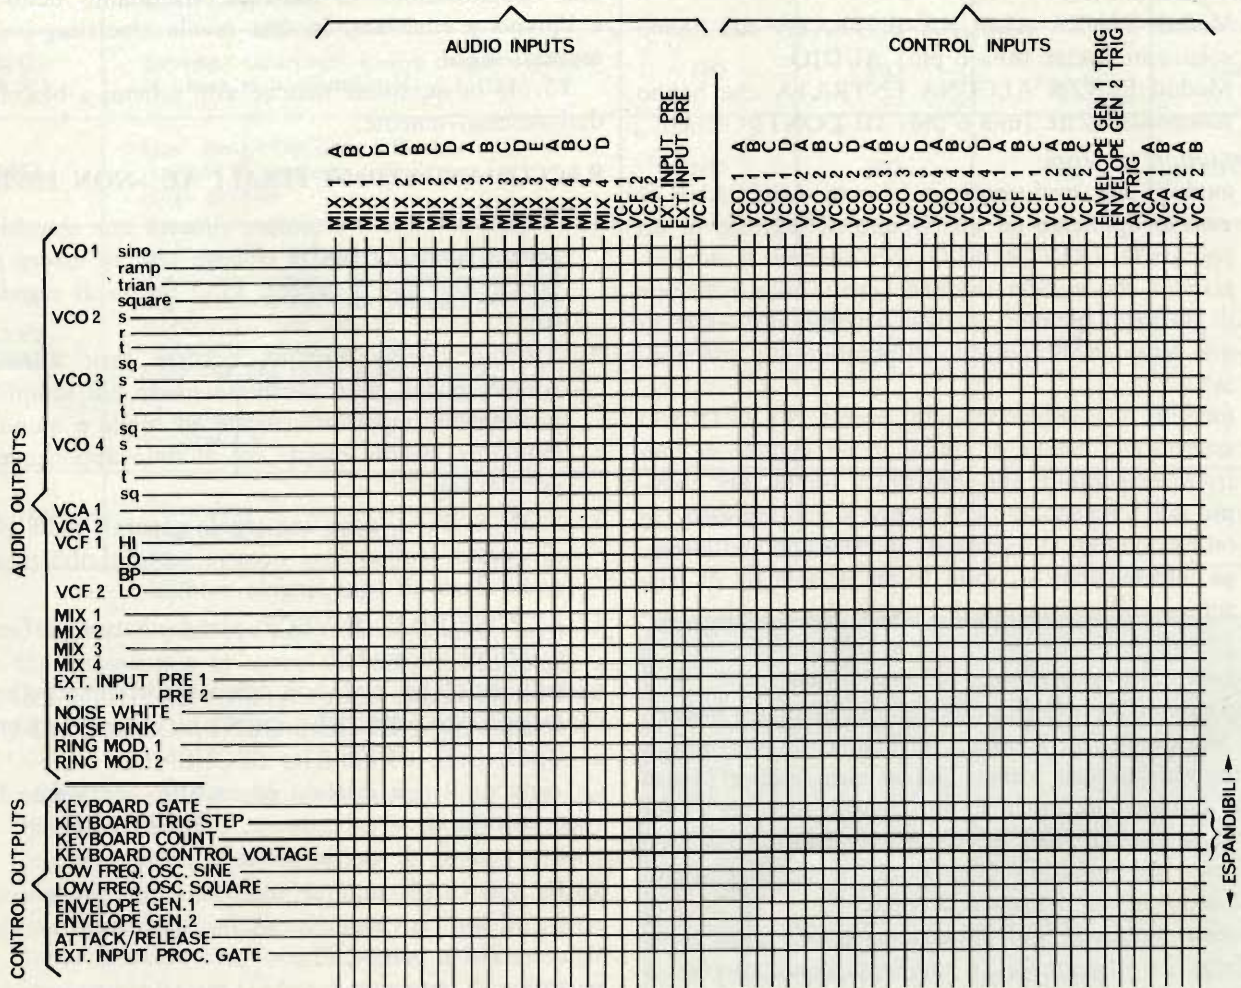 AUDIO INPUTS
CONTROL INPUTS
MIX 1 A
MIX 1 B
MIX 1 C
MIX 1 D
MIX 2 A
MIX 2 B
MIX 2 C
MIX 2 D
MIX 3 A
MIX 3 B
MIX 3 C
MIX 3 D
MIX 3 E
MIX 4 A
MIX 4 B
MIX 4 C
MIX 4 D
VCF 1
VCF 2
VCA 2
EXT. INPUT PRE
EXT. INPUT PRE
VCA 1
VCO 1 A
VCO 1 B
VCO 1 C
VCO 1 D
VCO 2 A
VCO 2 B
VCO 2 C
VCO 2 D
VCO 3 A
VCO 3 B
VCO 3 C
VCO 4 A
VCO 4 B
VCO 4 C
VCO 4 D
VCF 1 A
VCF 1 B
VCF 1 C
VCF 2 A
VCF 2 B
VCF 2 C
ENVELOPE GEN TRIG
ENVELOPE GEN TRIG
AR TRIG
VCA 1 A
VCA 1 B
VCA 2 A
VCA 2 B
AUDIO OUTPUTS
VCO 1 sino
ramp
trian
square
VCO 2 s
r
t
sq
VCO 3 s
t
sq
VCO 4 s
r
t
sq
VCA 1
VCA 2
VCF 1 HI
LO
BP
VCF 2 LO
MIX 1
MIX 2
MIX 3
MIX 4
EXT. INPUT PRE 1
" " PRE 2
NOISE WHITE
NOISE PINK
RING MOD. 1
RING MOD. 2
CONTROL OUTPUTS
KEYBOARD GATE
KEYBOARD TRIG STEP
KEYBOARD COUNT
KEYBOARD CONTROL VOLTAGE
LOW FREQ. OSC. SINE
LOW FREQ. OSC. SQUARE
ENVELOPE GEN. 1
ENVELOPE GEN. 2
ATTACK/RELEASE
EXT. INPUT PROC. GATE
ESPANDIBILI